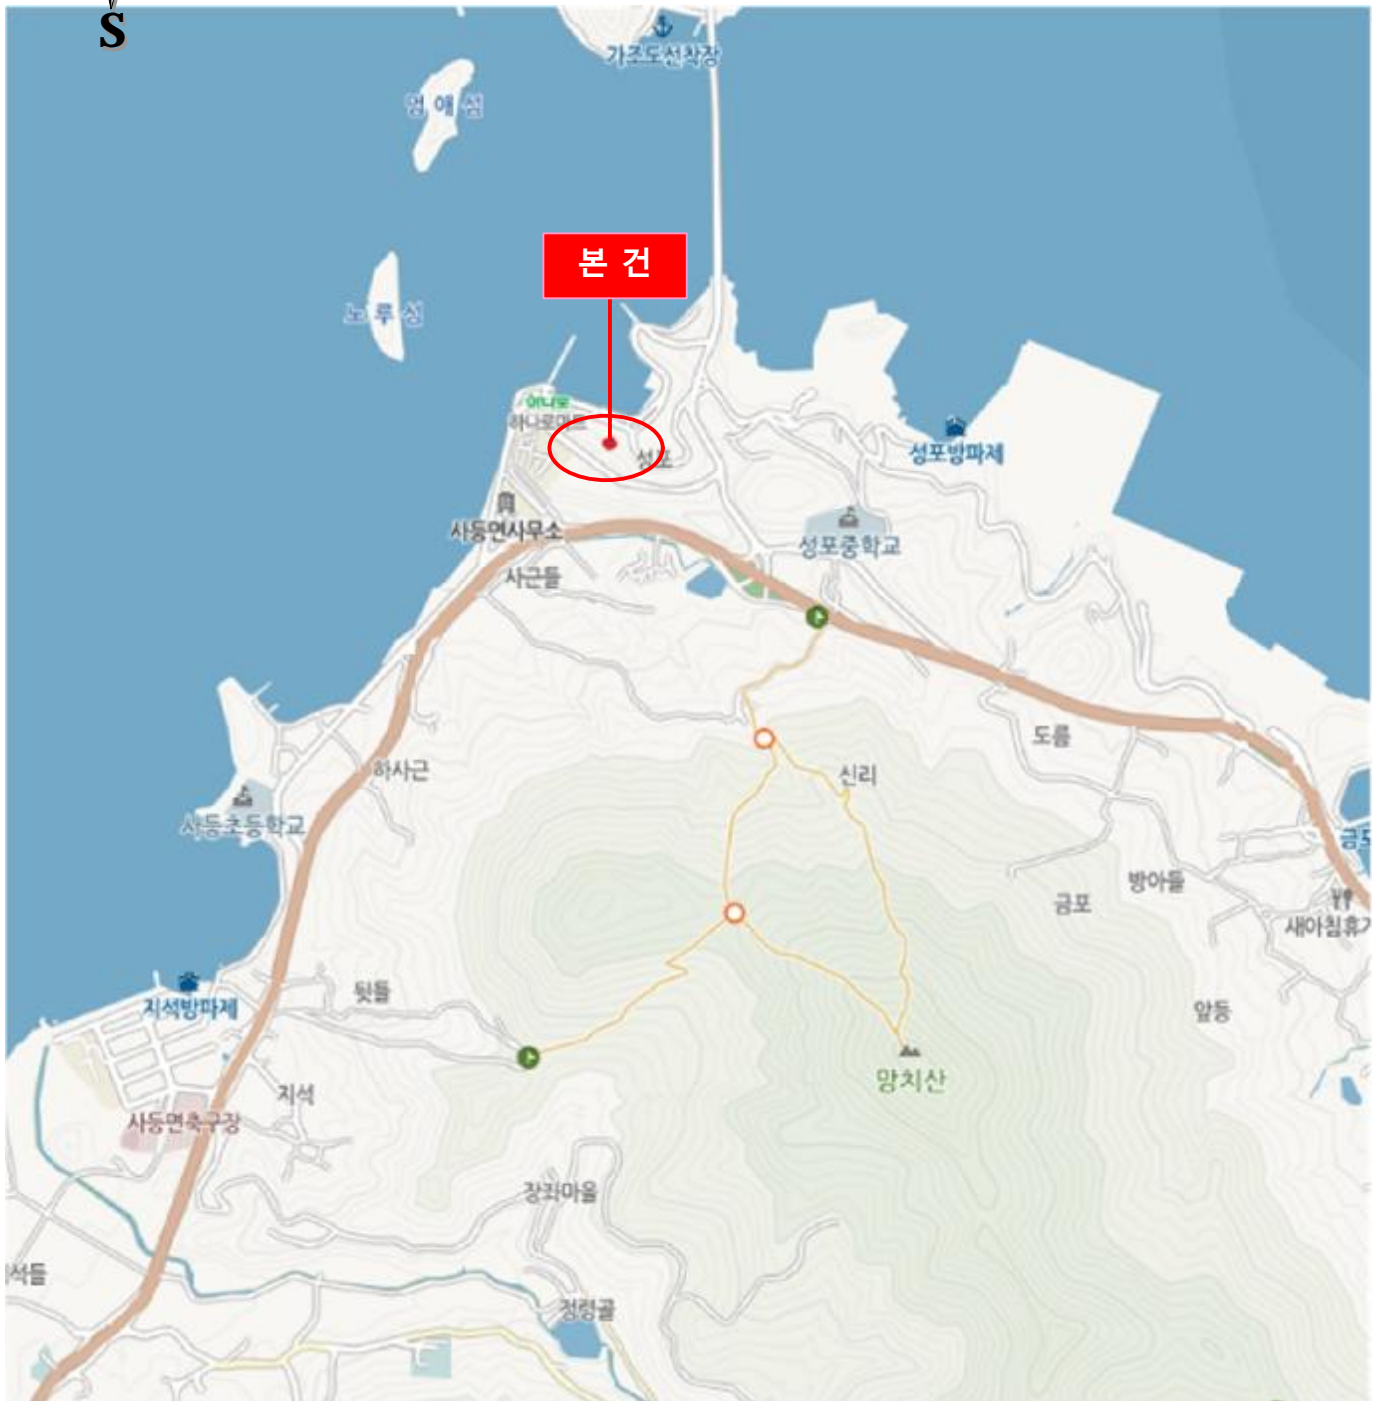 S
가조도선착장
멍애섬
본 건
노루섬
하나로마트
성포
성포방파제
사등면사무소
성포중학교
사근들
도름
하사근
신리
사등초등학교
방아들
금포
새아침휴
뒷들
지석방파제
앞등
망치산
지석
사등면축구장
장좌마을
석들
정령골